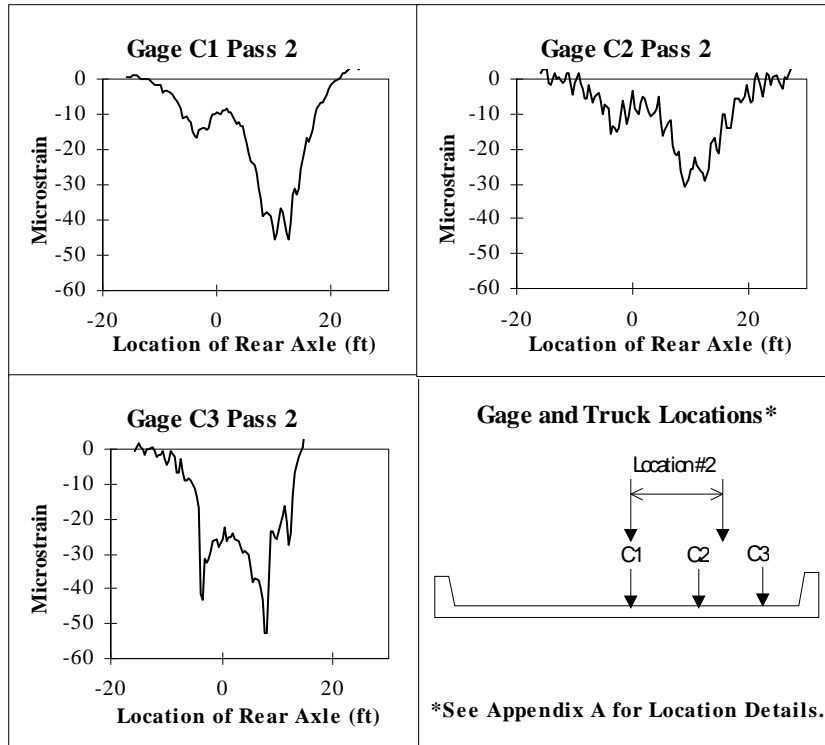 Gage C1 Pass 2
0
-10
-20
-30
-40
-50
-60
Microstrain
-20 0 20
Location of Rear Axle (ft)
Gage C2 Pass 2
0
-10
-20
-30
-40
-50
-60
Microstrain
-20 0 20
Location of Rear Axle (ft)
Gage C3 Pass 2
0
-10
-20
-30
-40
-50
-60
Microstrain
-20 0 20
Location of Rear Axle (ft)
Gage and Truck Locations*
Location #2
C1 C2 C3
*See Appendix A for Location Details.